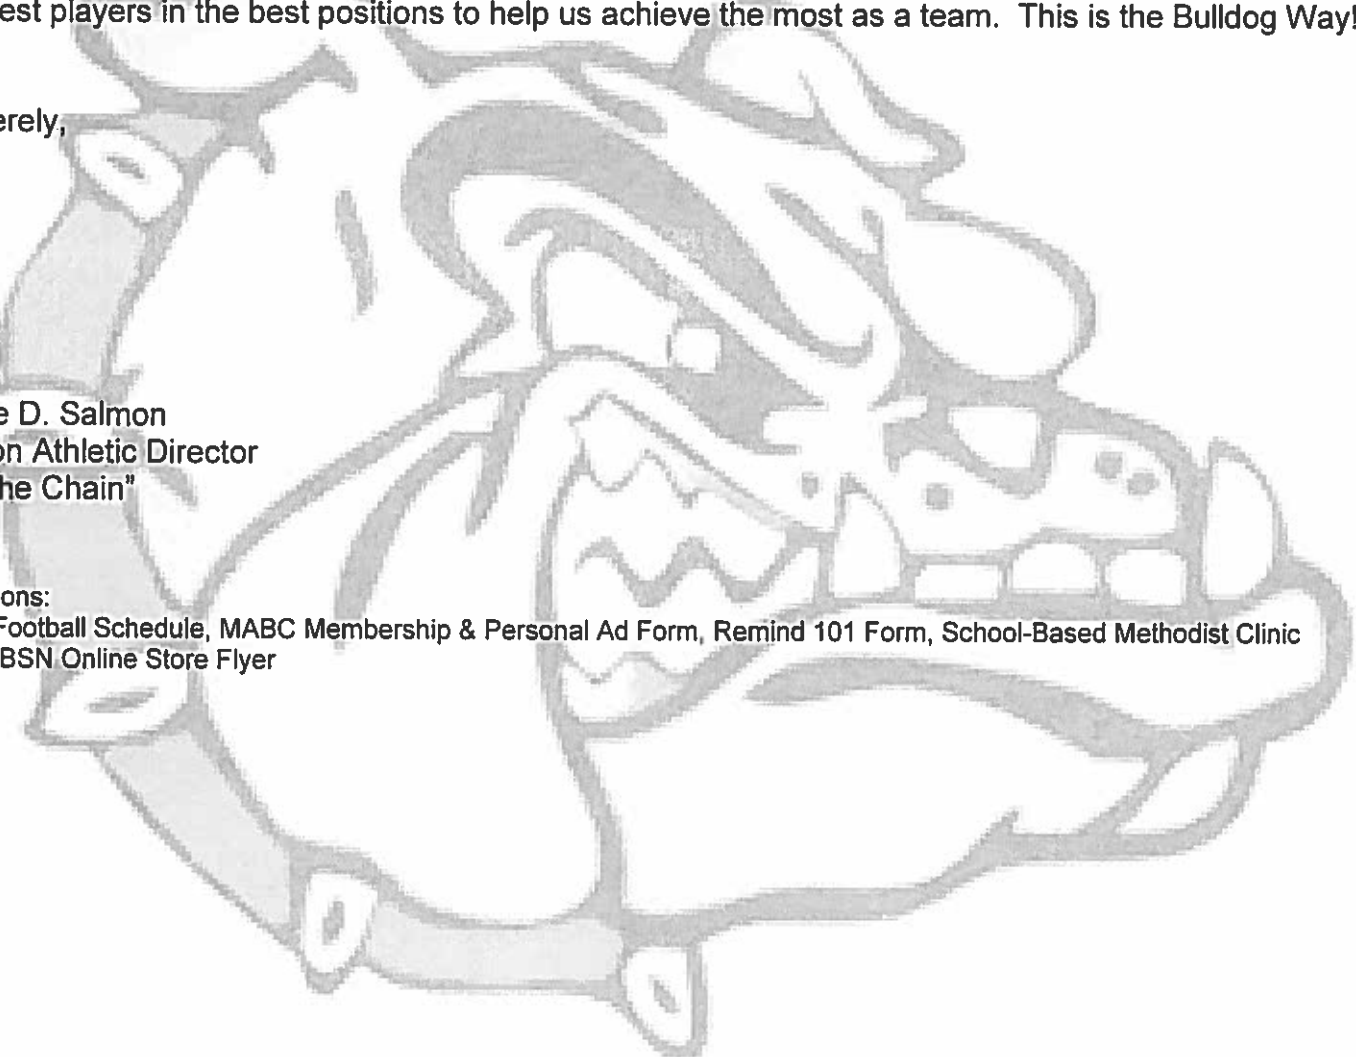 est players in the best positions to help us achieve the most as a team. This is the Bulldog Way!
erely,
e D. Salmon
on Athletic Director
he Chain"
ons:
Football Schedule, MABC Membership & Personal Ad Form, Remind 101 Form, School-Based Methodist Clinic
BSN Online Store Flyer